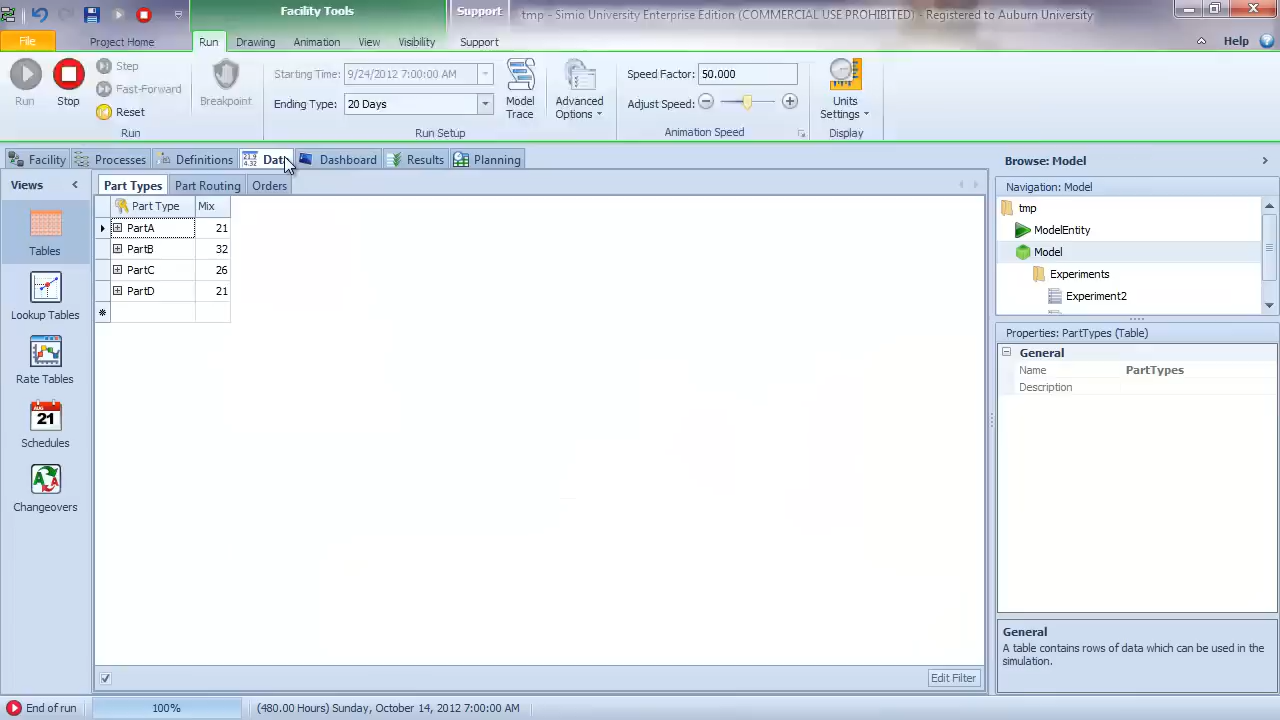 Facility Tools
Support
tmp - Simio University Enterprise Edition (COMMERCIAL USE PROHIBITED) - Registered to Auburn University
File
Project Home
Run
Drawing
Animation
View
Visibility
Support
Help
Run
Stop
Step
Fast-Forward
Reset
Run
Breakpoint
Starting Time: 9/24/2012 7:00:00 AM
Ending Type: 20 Days
Run Setup
Model Trace
Advanced Options
Speed Factor: 50.000
Adjust Speed:
Animation Speed
Units Settings
Display
Facility
Processes
Definitions
Data
Dashboard
Results
Planning
Views
Tables
Lookup Tables
Rate Tables
AUG
21
Schedules
Changeovers
Part Types
Part Routing
Orders
Part Type Mix
PartA 21
PartB 32
PartC 26
PartD 21
Edit Filter
Browse: Model
Navigation: Model
tmp
ModelEntity
Model
Experiments
Experiment2
Properties: PartTypes (Table)
General
Name PartTypes
Description
General
A table contains rows of data which can be used in the
simulation.
End of run
100%
(480.00 Hours) Sunday, October 14, 2012 7:00:00 AM